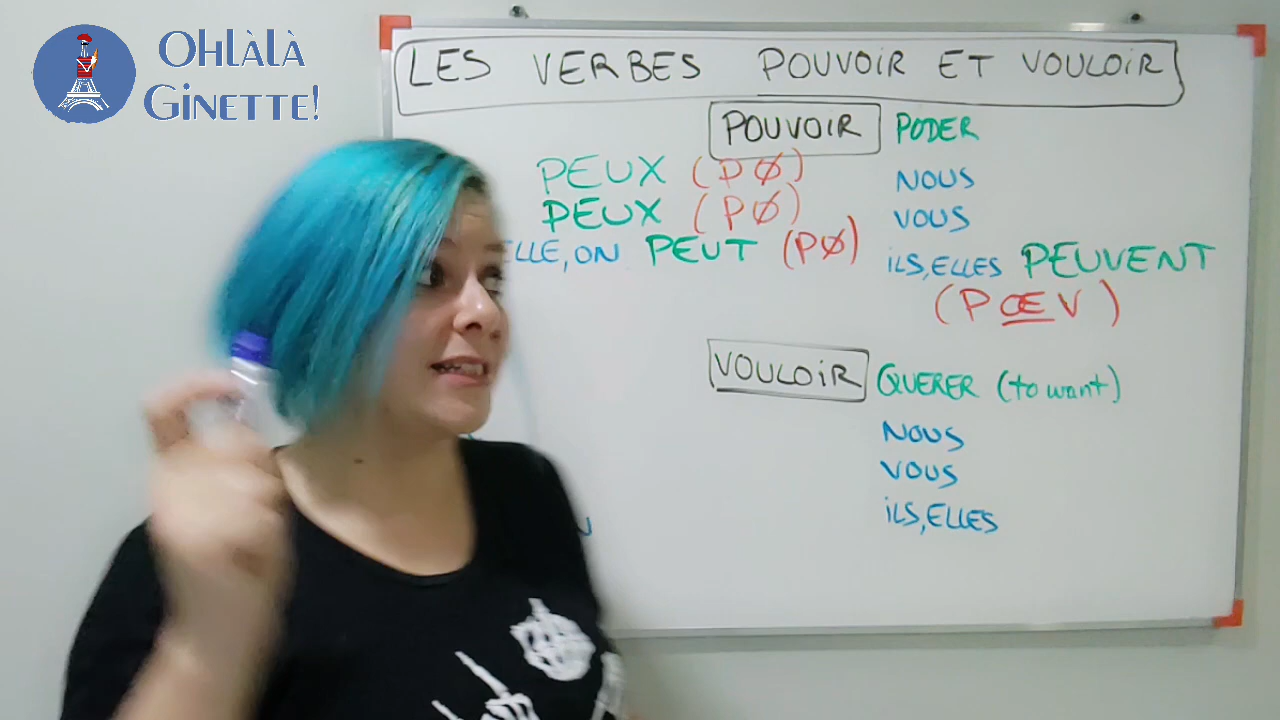 OHLÀLÀ
GINETTE!
LES VERBES POUVOIR ET VOULOIR
POUVOIR PODER
PEUX (PØ)
PEUX (PØ)
ELLE, ON PEUT (PØ)
NOUS
VOUS
iLS, ELLES PEUVENT
(PŒV)
VOULOiR QUERER (to want)
NOUS
VOUS
iLS, ELLES